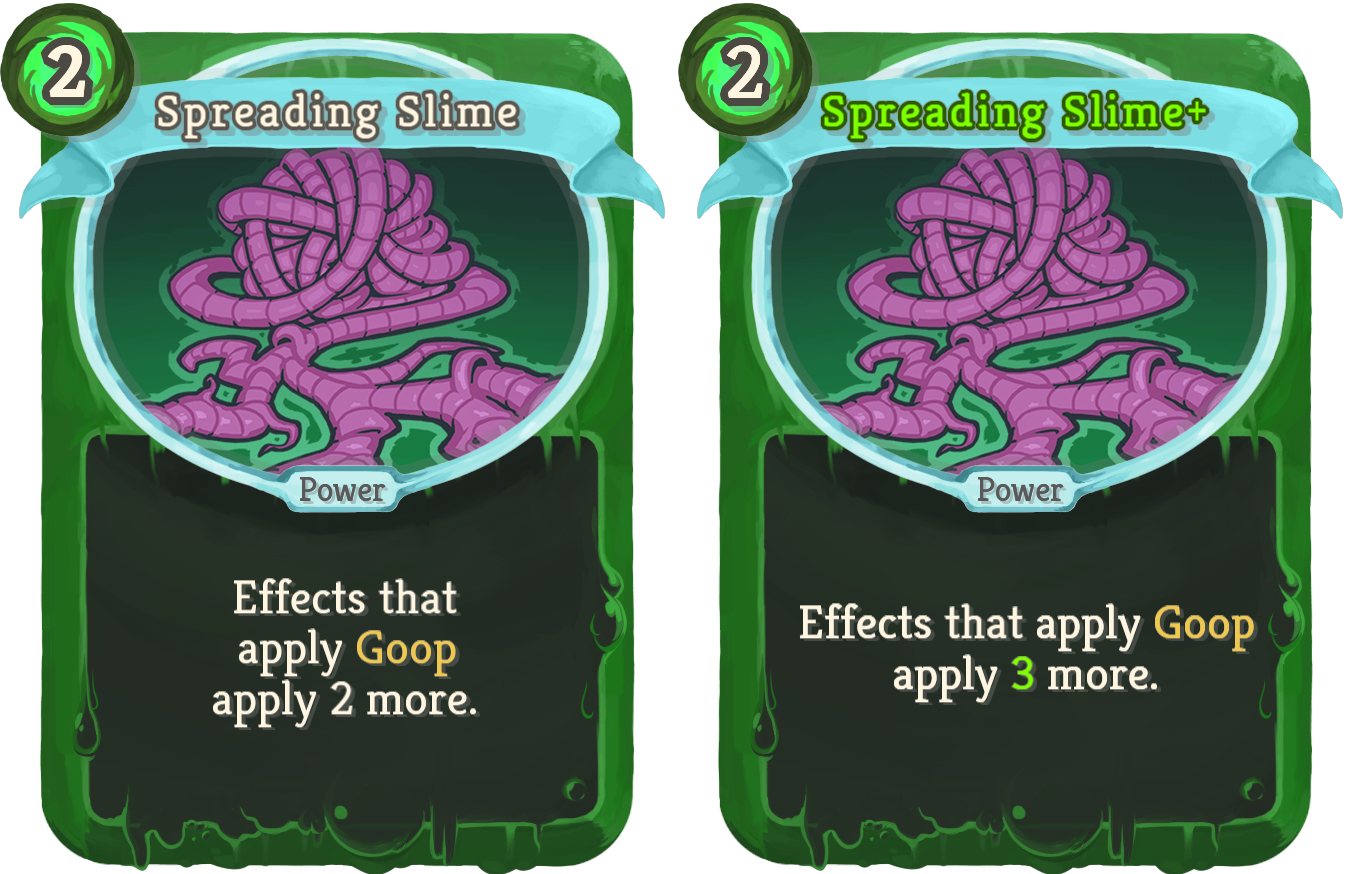 2
Spreading Slime
Power
Effects that
apply Goop
apply 2 more.
2
Spreading Slime+
Power
Effects that apply Goop
apply 3 more.